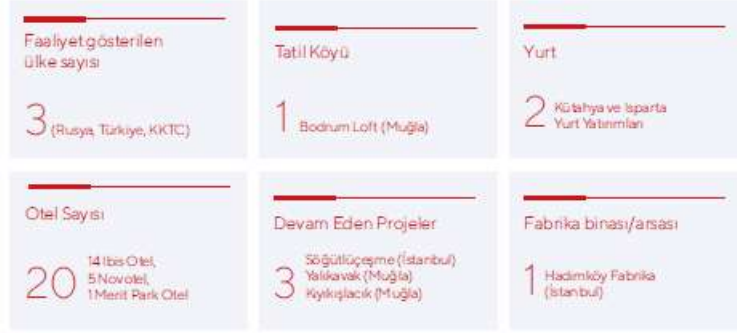 Faaliyet gösterilen
ülke sayısı
3 (Rusya, Türkiye, KKTC)
Tatil Köyü
1 Bodrum Loft (Muğla)
Yurt
2 Kütahya ve Isparta
Yurt Yatırımları
Otel Sayısı
20 14 Ibis Otel,
5 Novotel,
1 Merit Park Otel
Devam Eden Projeler
3 Söğütlüçeşme (İstanbul)
Yalıkavak (Muğla)
Kıyıkışlacık (Muğla)
Fabrika binası/arsası
1 Hadımköy Fabrika
(İstanbul)